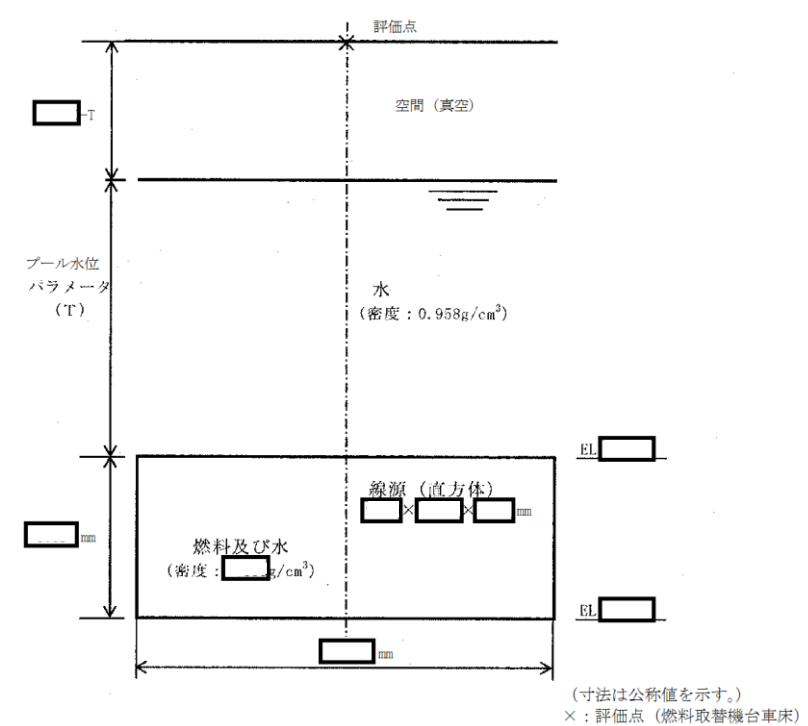 評価点
-T
空間（真空）
プール水位
パラメータ
（T）
水
（密度：0.958g/cm³）
EL
線源（直方体）
× × mm
mm
燃料及び水
（密度： g/cm³）
EL
mm
（寸法は公称値を示す。）
×：評価点（燃料取替機台車床）